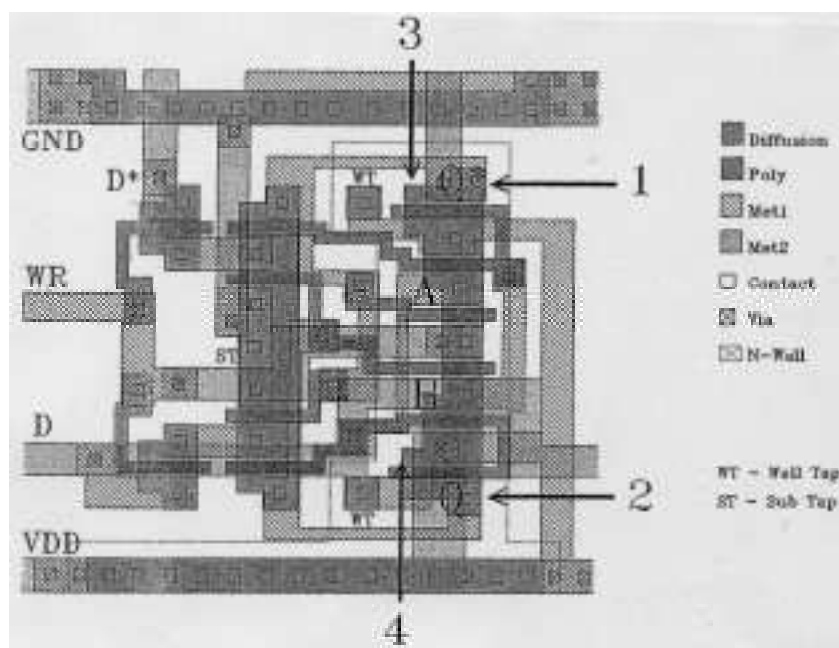 3
GND
D*
WT
Q
1
Diffusion
Poly
Met1
Met2
Contact
Via
N-Well
WR
A
ST
D
WT - Well Tap
ST - Sub Tap
Q
2
WT
VDD
4